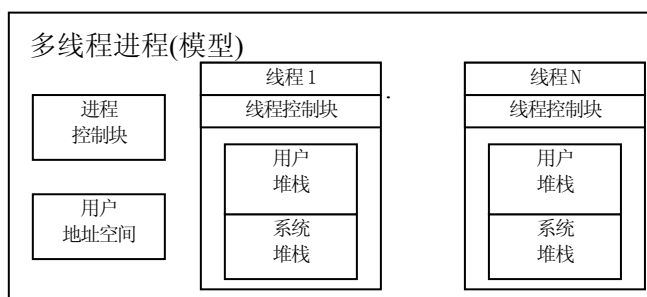 多线程进程(模型)
进程
控制块
用户
地址空间
线程1
线程控制块
用户
堆栈
系统
堆栈
线程N
线程控制块
用户
堆栈
系统
堆栈